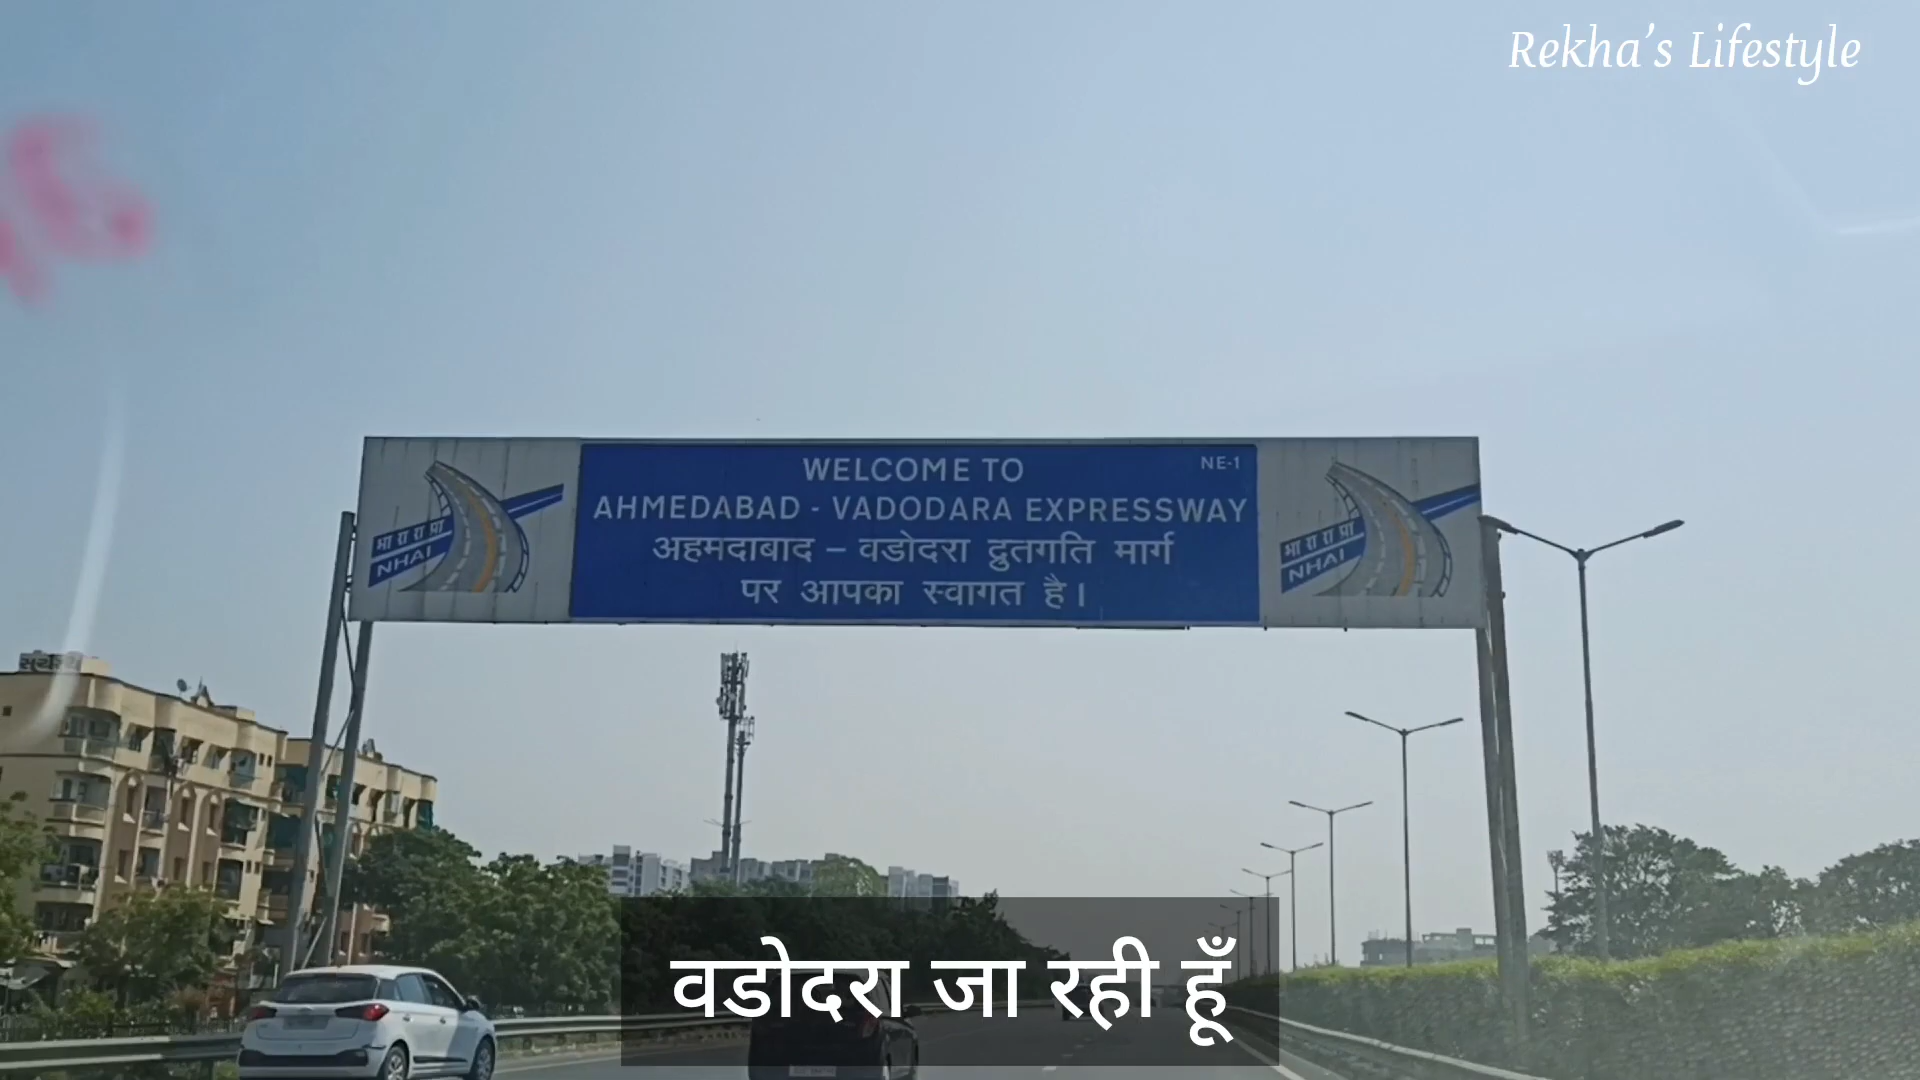 Rekha's Lifestyle
WELCOME TO
NE-1
AHMEDABAD - VADODARA EXPRESSWAY
अहमदाबाद – वडोदरा द्रुतगति मार्ग
पर आपका स्वागत है।
भा रा रा प्रा
NHAI
भा रा रा प्रा
NHAI
वडोदरा जा रही हूँ